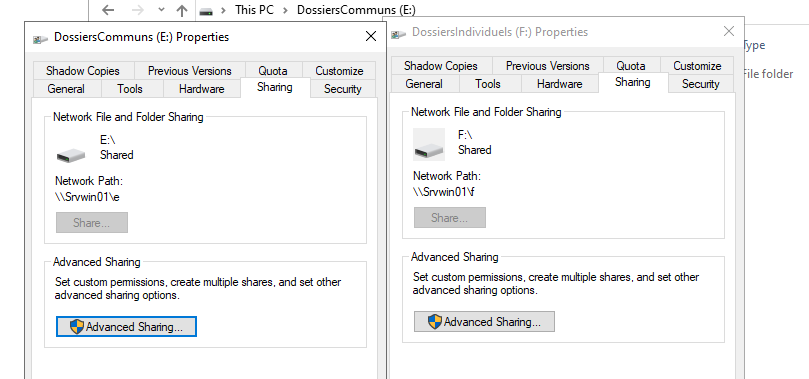 This PC > DossiersCommuns (E:)
DossiersCommuns (E:) Properties
Shadow Copies
Previous Versions
Quota
Customize
General
Tools
Hardware
Sharing
Security
Network File and Folder Sharing
E:\
Shared
Network Path:
\\Srvwin01\e
Share...
Advanced Sharing
Set custom permissions, create multiple shares, and set other
advanced sharing options.
Advanced Sharing...
DossiersIndividuels (F:) Properties
Shadow Copies
Previous Versions
Quota
Customize
General
Tools
Hardware
Sharing
Security
Network File and Folder Sharing
F:\
Shared
Network Path:
\\Srvwin01\f
Share...
Advanced Sharing
Set custom permissions, create multiple shares, and set other
advanced sharing options.
Advanced Sharing...
Type
File folder